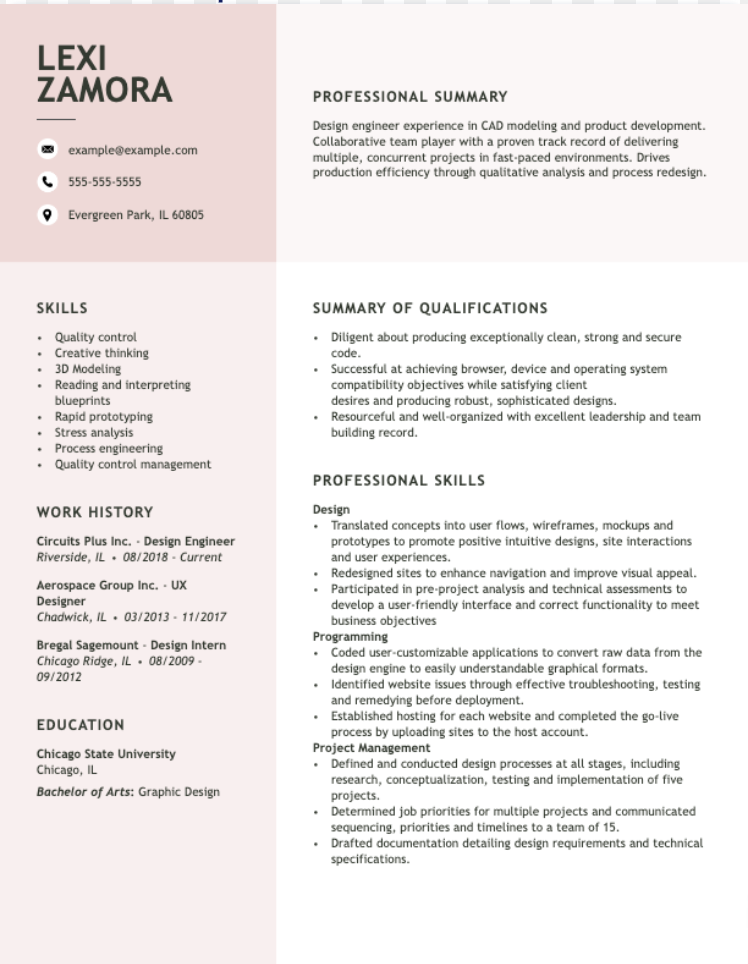 LEXI
ZAMORA
example@example.com
555-555-5555
Evergreen Park, IL 60805
PROFESSIONAL SUMMARY
Design engineer experience in CAD modeling and product development.
Collaborative team player with a proven track record of delivering
multiple, concurrent projects in fast-paced environments. Drives
production efficiency through qualitative analysis and process redesign.
SKILLS
• Quality control
• Creative thinking
• 3D Modeling
• Reading and interpreting
blueprints
• Rapid prototyping
• Stress analysis
• Process engineering
• Quality control management
WORK HISTORY
Circuits Plus Inc. - Design Engineer
Riverside, IL • 08/2018 - Current
Aerospace Group Inc. - UX
Designer
Chadwick, IL • 03/2013 - 11/2017
Bregal Sagemount - Design Intern
Chicago Ridge, IL • 08/2009 -
09/2012
EDUCATION
Chicago State University
Chicago, IL
Bachelor of Arts: Graphic Design
SUMMARY OF QUALIFICATIONS
• Diligent about producing exceptionally clean, strong and secure
code.
• Successful at achieving browser, device and operating system
compatibility objectives while satisfying client
desires and producing robust, sophisticated designs.
• Resourceful and well-organized with excellent leadership and team
building record.
PROFESSIONAL SKILLS
Design
• Translated concepts into user flows, wireframes, mockups and
prototypes to promote positive intuitive designs, site interactions
and user experiences.
• Redesigned sites to enhance navigation and improve visual appeal.
• Participated in pre-project analysis and technical assessments to
develop a user-friendly interface and correct functionality to meet
business objectives
Programming
• Coded user-customizable applications to convert raw data from the
design engine to easily understandable graphical formats.
• Identified website issues through effective troubleshooting, testing
and remedying before deployment.
• Established hosting for each website and completed the go-live
process by uploading sites to the host account.
Project Management
• Defined and conducted design processes at all stages, including
research, conceptualization, testing and implementation of five
projects.
• Determined job priorities for multiple projects and communicated
sequencing, priorities and timelines to a team of 15.
• Drafted documentation detailing design requirements and technical
specifications.